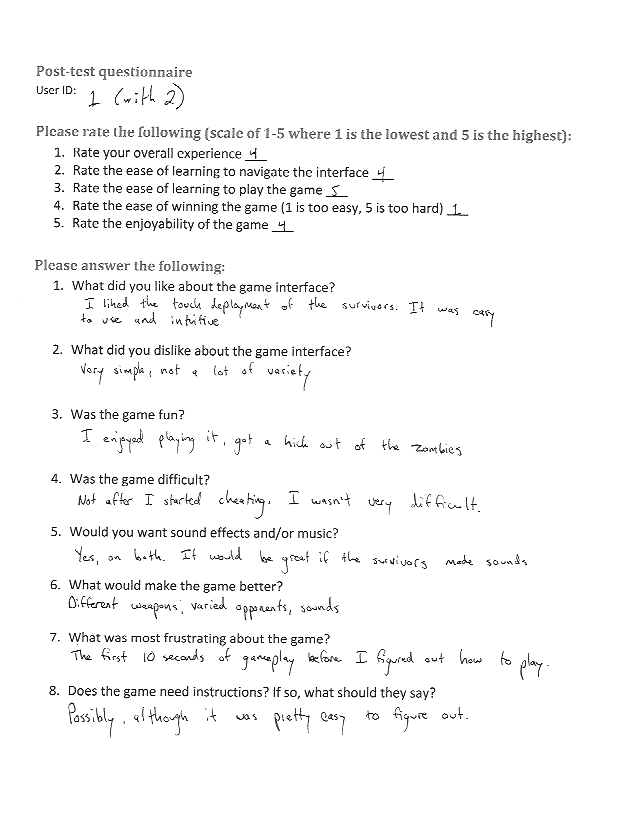 Post-test questionnaire
User ID: 1 (with 2)
Please rate the following (scale of 1-5 where 1 is the lowest and 5 is the highest):
1. Rate your overall experience 4
2. Rate the ease of learning to navigate the interface 4
3. Rate the ease of learning to play the game 5
4. Rate the ease of winning the game (1 is too easy, 5 is too hard) 1
5. Rate the enjoyability of the game 4
Please answer the following:
1. What did you like about the game interface?
I liked the touch deployment of the survivors. It was easy
to use and intuitive
2. What did you dislike about the game interface?
Very simple, not a lot of variety.
3. Was the game fun?
I enjoyed playing it, got a kick out of the zombies
4. Was the game difficult?
Not after I started cheating. I wasn't very difficult.
5. Would you want sound effects and/or music?
Yes, on both. It would be great if the survivors made sounds
6. What would make the game better?
Different weapons, varied opponents, sounds
7. What was most frustrating about the game?
The first 10 seconds of gameplay before I figured out how to play.
8. Does the game need instructions? If so, what should they say?
Possibly, although it was pretty easy to figure out.